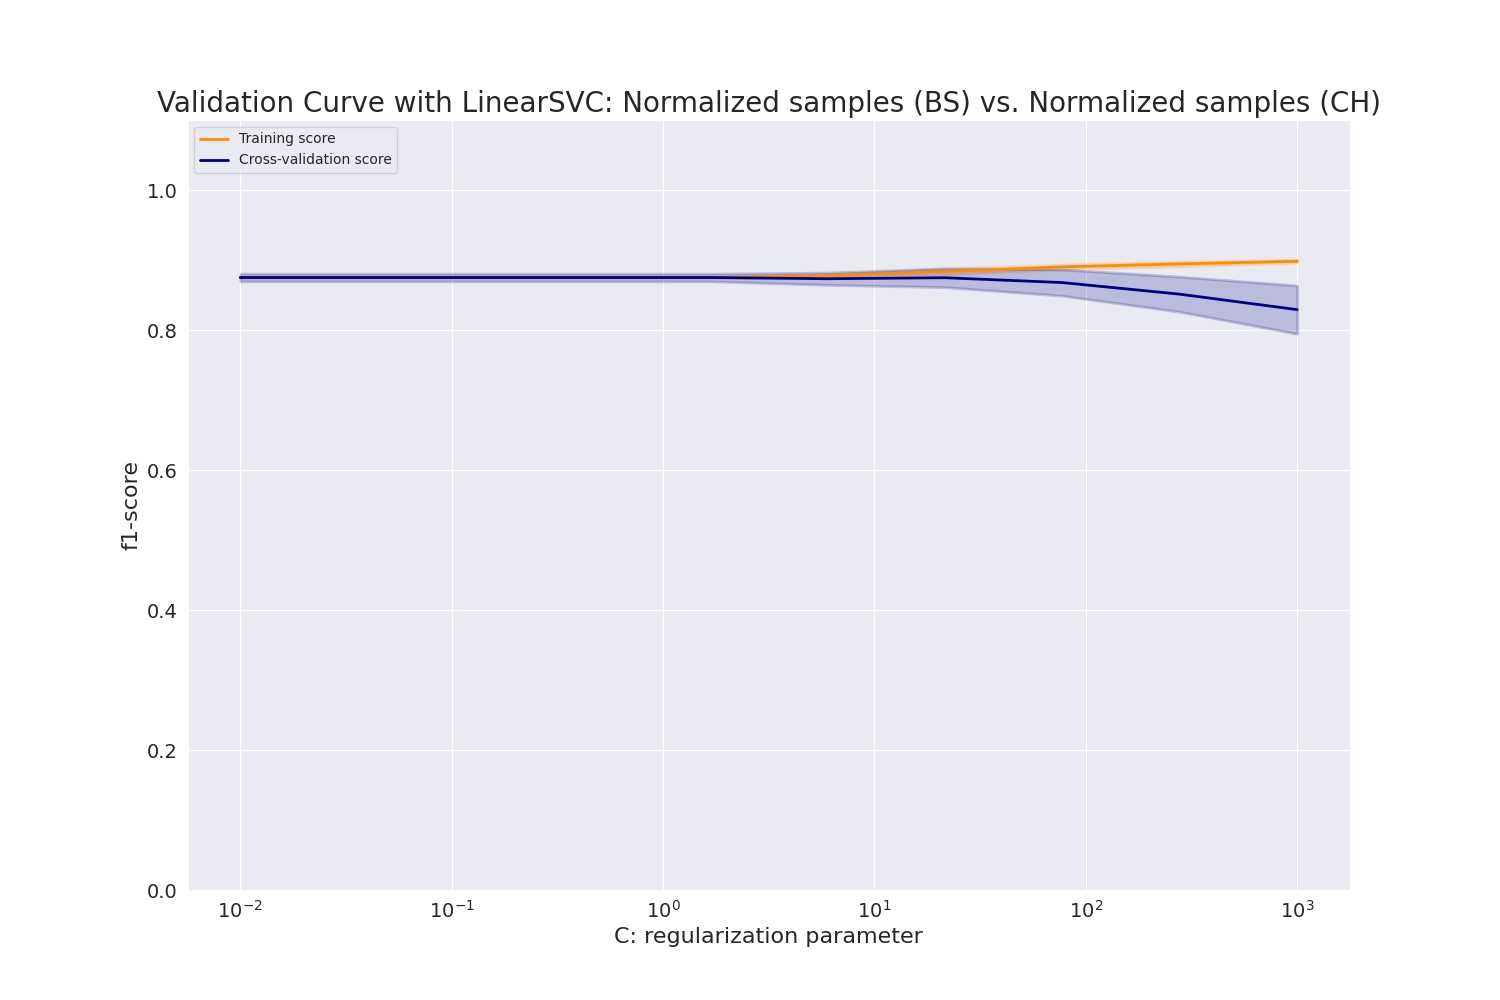 Validation Curve with LinearSVC: Normalized samples (BS) vs. Normalized samples (CH)
Training score
Cross-validation score
1.0
0.8
0.6
0.4
0.2
0.0
f1-score
10⁻² 10⁻¹ 10⁰ 10¹ 10² 10³
C: regularization parameter